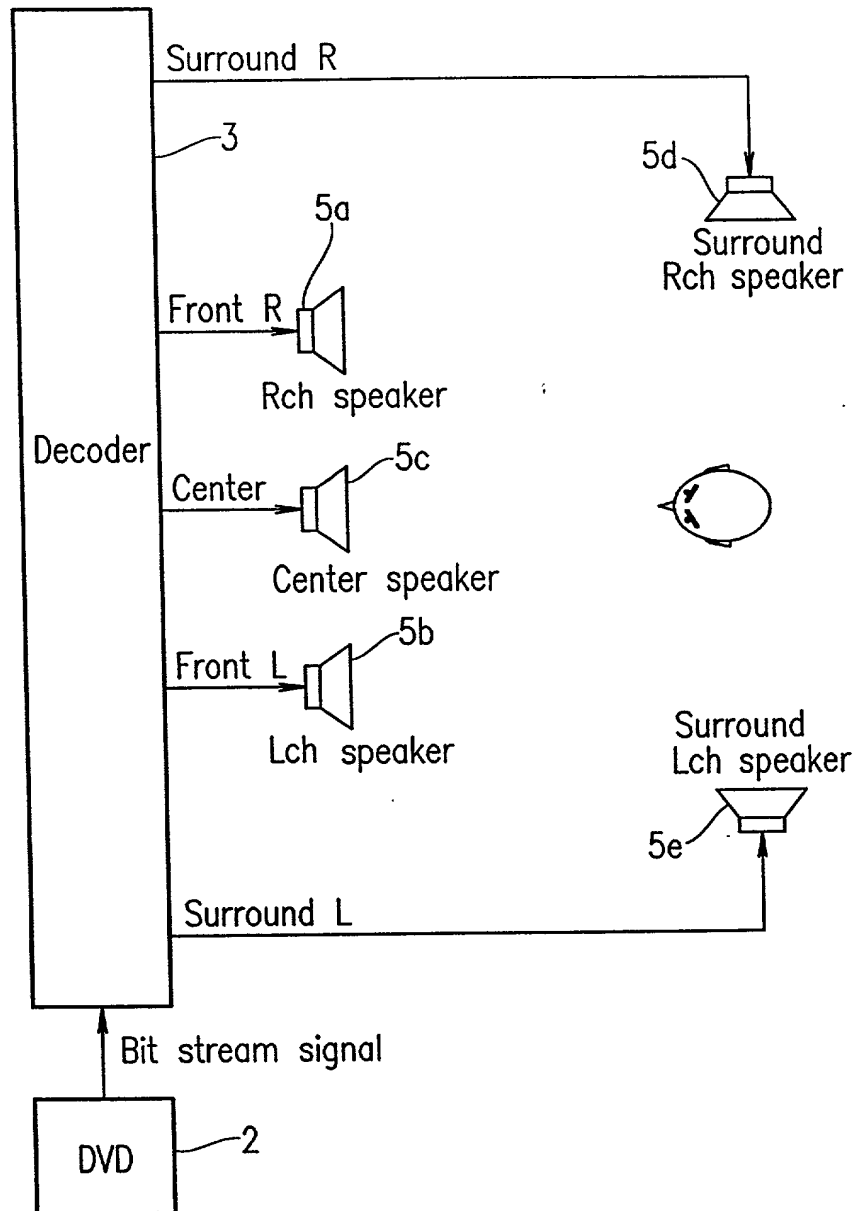 Surround R
3
5d
5a
Surround
Rch speaker
Front R
Rch speaker
Decoder
5c
Center
Center speaker
5b
Front L
Surround
Lch speaker
Lch speaker
5e
Surround L
Bit stream signal
2
DVD